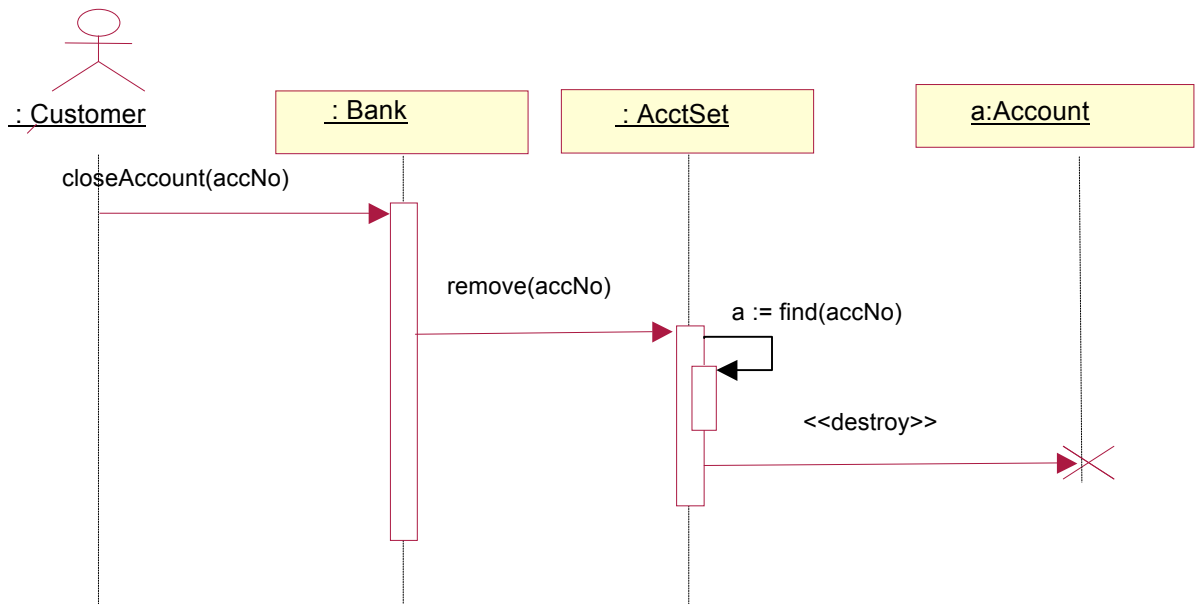 : Customer
: Bank
: AcctSet
a:Account
closeAccount(accNo)
remove(accNo)
a := find(accNo)
<<destroy>>